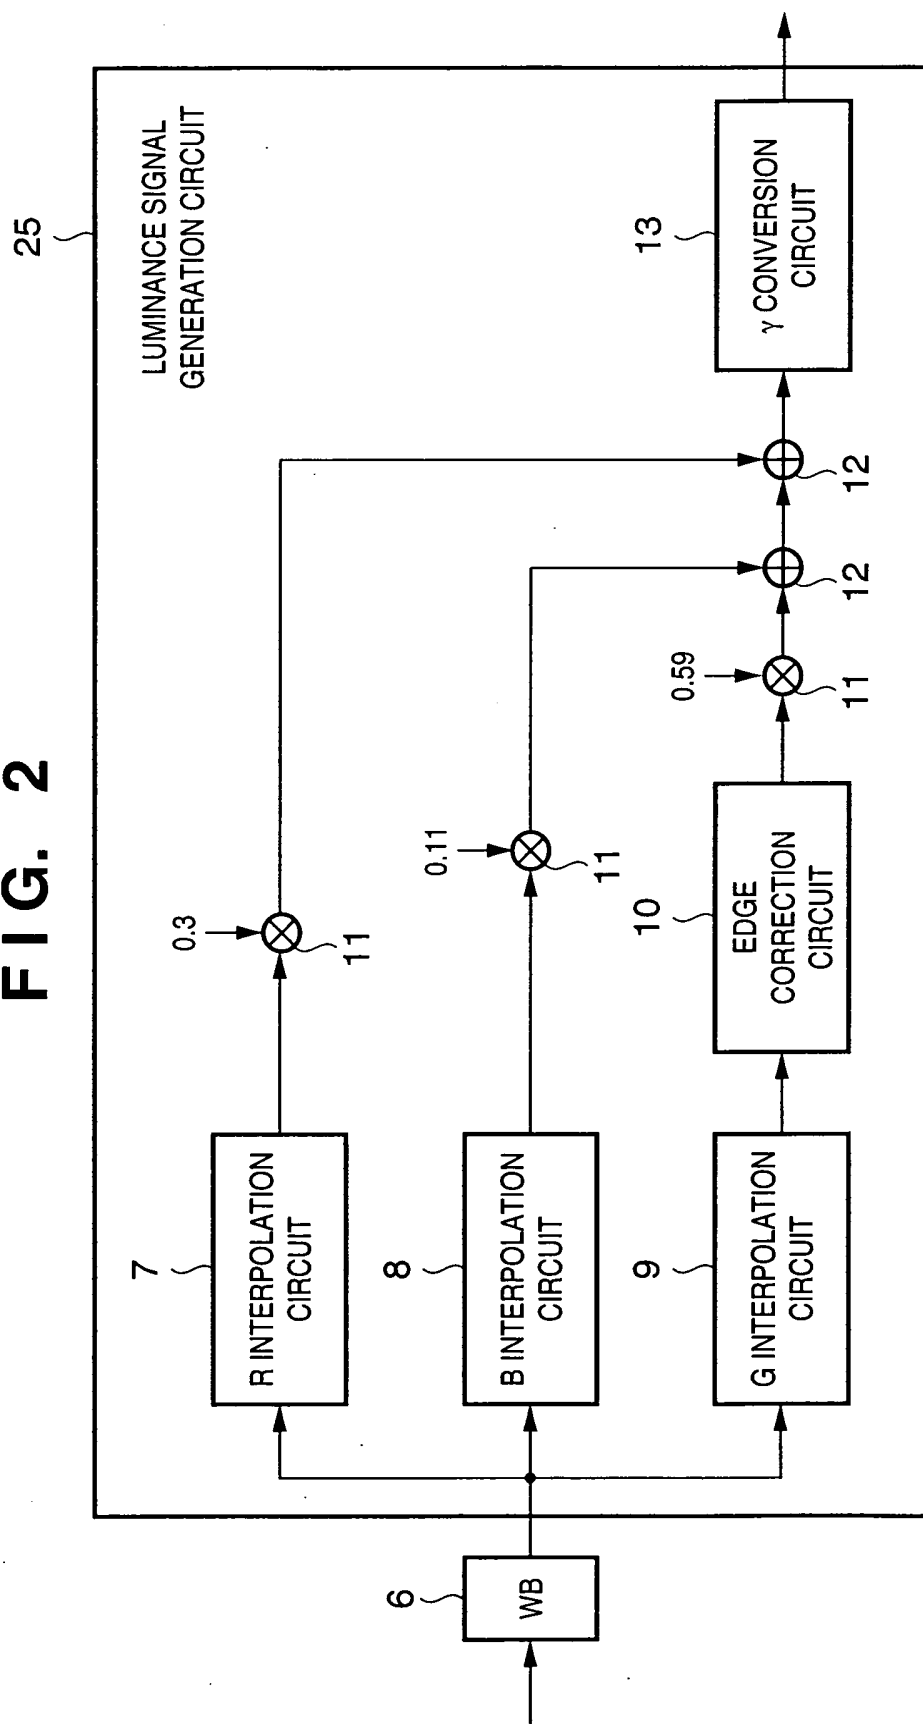 FIG. 2
25
LUMINANCE SIGNAL
GENERATION CIRCUIT
6
WB
7
R INTERPOLATION
CIRCUIT
0.3
11
8
B INTERPOLATION
CIRCUIT
0.11
11
9
G INTERPOLATION
CIRCUIT
10
EDGE
CORRECTION
CIRCUIT
0.59
11
12
12
13
γ CONVERSION
CIRCUIT